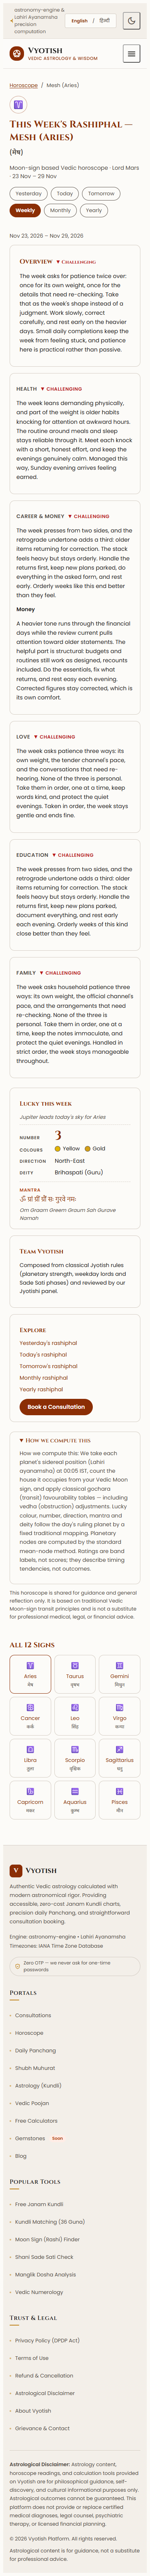 astronomy-engine &
Lahiri Ayanamsha
precision
computation
English / हिन्दी
Vyotish
VEDIC ASTROLOGY & WISDOM
Horoscope / Mesh (Aries)
♈
This Week's Rashiphal —
Mesh (Aries)
(मेष)
Moon-sign based Vedic horoscope · Lord Mars
· 23 Nov – 29 Nov
Yesterday Today Tomorrow
Weekly Monthly Yearly
Nov 23, 2026 – Nov 29, 2026
Overview ▼ Challenging
The week asks for patience twice over:
once for its own weight, once for the
details that need re-checking. Take
that as the week's shape instead of a
judgment. Work slowly, correct
carefully, and rest you are heavier
days. Small daily completions keep the
week from feeling stuck, and patience
here is practical rather than passive.
HEALTH ▼ CHALLENGING
The week leans demanding physically,
and part of the weight is older habits
knocking for attention at awkward hours.
The routine around meals and sleep
stays reliable through it. Meet each knock
with a short, honest effort, and keep the
evenings genuinely calm. Managed this
way, Sunday evening arrives feeling
earned.
CAREER & MONEY ▼ CHALLENGING
The week presses from two sides, and the
retrograde undertone adds a third: older
items returning for correction. The stack
feels heavy but stays orderly. Handle the
returns first, keep new plans parked, do
everything in the asked form, and rest
early. Orderly weeks like this end better
than they feel.
Money
A heavier tone runs through the financial
days while a retrograde review current pulls
attention toward older statements. The
helpful part is structural: budgets and
routines still work as designed, records
included. Do the essentials, fix what
returns, and rest every easy evening.
Corrected figures stay corrected, which is
its own comfort.
LOVE ▼ CHALLENGING
The week asks patience three ways: its
own weight, the tender channel's pace,
and the conversations that need re-
hearing. None of the three is personal.
Take them in order, one at a time, keep
words kind, and protect the quiet
evenings. Taken in order, the week stays
gentle and ends fine.
EDUCATION ▼ CHALLENGING
The week presses from two sides, and the
retrograde undertone adds a third: older
items returning for correction. The stack
feels heavy but stays orderly. Handle the
returns first, keep new plans parked,
document everything, and rest early
each evening. Orderly weeks of this kind
close better than they feel.
FAMILY ▼ CHALLENGING
The week asks household patience three
ways: its own weight, the official channel's
pace, and the arrangements that need re-
checking. None of the three is
personal. Take them in order, one at a
time, keep the notes immaculate, and
protect the quiet evenings. Handled in
strict order, the week stays manageable
throughout.
Lucky this week
Jupiter leads today's sky for Aries
NUMBER 3
COLOURS Yellow Gold
DIRECTION North-East
DEITY Brihaspati (Guru)
MANTRA
ॐ ग्रां ग्रीं ग्रौं सः गुरवे नमः
Om Graam Greem Graum Sah Gurave
Namah
Team Vyotish
Composed from classical Jyotish rules
(planetary strength, weekday lords and
Sade Sati phases) and reviewed by our
Jyotishi panel.
Explore
Yesterday's rashiphal
Today's rashiphal
Tomorrow's rashiphal
Monthly rashiphal
Yearly rashiphal
Book a Consultation
▼ How we compute this
How we compute this: We take each
planet's sidereal position (Lahiri
ayanamsha) at 00:05 IST, count the
house it occupies from your Vedic Moon
sign, and apply classical gochara
(transit) favourability tables — including
vedha (obstruction) adjustments. Lucky
colour, number, direction, mantra and
deity follow the day's ruling planet by a
fixed traditional mapping. Planetary
moments are computed by the standard
mean-node method. Ratings are band
labels, not scores; they describe timing
tendencies, not outcomes.
This horoscope is shared for guidance and general
reflection only. It is based on traditional Vedic
Moon-sign transit principles and is not a substitute
for professional medical, legal, or financial advice.
All 12 Signs
♈ ♉ ♊
Aries Taurus Gemini
मेष वृषभ मिथुन
♋ ♌ ♍
Cancer Leo Virgo
कर्क सिंह कन्या
♎ ♏ ♐
Libra Scorpio Sagittarius
तुला वृश्चिक धनु
♑ ♒ ♓
Capricorn Aquarius Pisces
मकर कुम्भ मीन
V Vyotish
Authentic Vedic astrology calculated with
modern astronomical rigor. Providing
accessible, zero-cost Janam Kundli charts,
precision daily Panchang, and straightforward
consultation booking.
Engine: astronomy-engine • Lahiri Ayanamsha
Timezones: IANA Time Zone Database
Zero OTP — we never ask for one-time
passwords
Portals
Consultations
Horoscope
Daily Panchang
Shubh Muhurat
Astrology (Kundli)
Vedic Poojan
Free Calculators
Gemstones Soon
Blog
Popular Tools
Free Janam Kundli
Kundli Matching (36 Guna)
Moon Sign (Rashi) Finder
Shani Sade Sati Check
Manglik Dosha Analysis
Vedic Numerology
Trust & Legal
Privacy Policy (DPDP Act)
Terms of Use
Refund & Cancellation
Astrological Disclaimer
About Vyotish
Grievance & Contact
Astrological Disclaimer: Astrology content,
horoscope readings, and calculation tools provided
on Vyotish are for philosophical guidance, self-
discovery, and cultural informational purposes only.
Astrological outcomes cannot be guaranteed. This
platform does not provide or replace certified
medical diagnoses, legal counsel, psychiatric
therapy, or licensed financial planning.
© 2026 Vyotish Platform. All rights reserved.
Astrological content is for guidance, not a substitute
for professional advice.